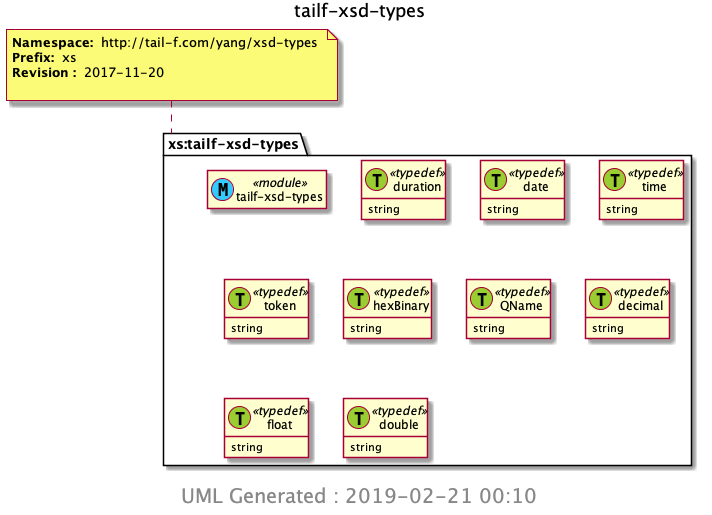 tailf-xsd-types
Namespace: http://tail-f.com/yang/xsd-types
Prefix: xs
Revision : 2017-11-20
xs:tailf-xsd-types
M «module»
tailf-xsd-types
T «typedef»
duration
string
T «typedef»
date
string
T «typedef»
time
string
T «typedef»
token
string
T «typedef»
hexBinary
string
T «typedef»
QName
string
T «typedef»
decimal
string
T «typedef»
float
string
T «typedef»
double
string
UML Generated : 2019-02-21 00:10